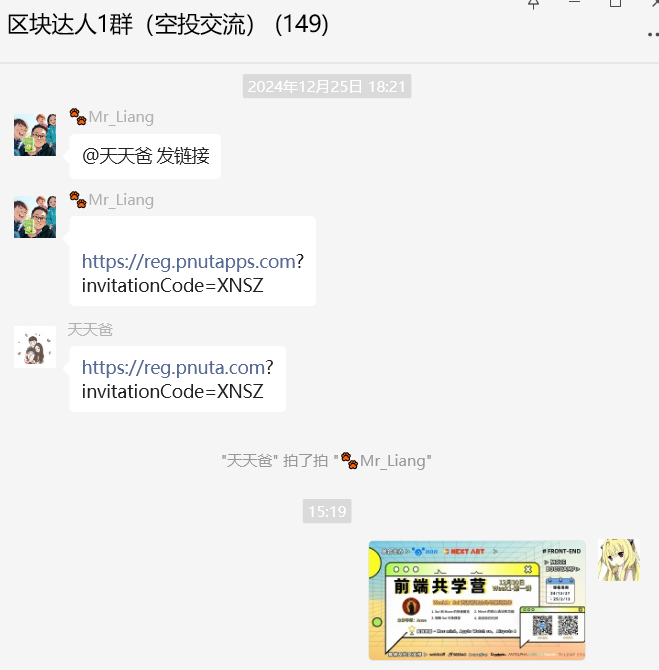 区块达人1群（空投交流）(149)
2024年12月25日 18:21
Mr_Liang
@天天爸 发链接
Mr_Liang
https://reg.pnutapps.com?
invitationCode=XNSZ
天天爸
https://reg.pnuta.com?
invitationCode=XNSZ
"天天爸" 拍了拍 "Mr_Liang"
15:19
NEXT ART
# FRONT-END
> MOVE
BOOTCAMP>
前端共学营